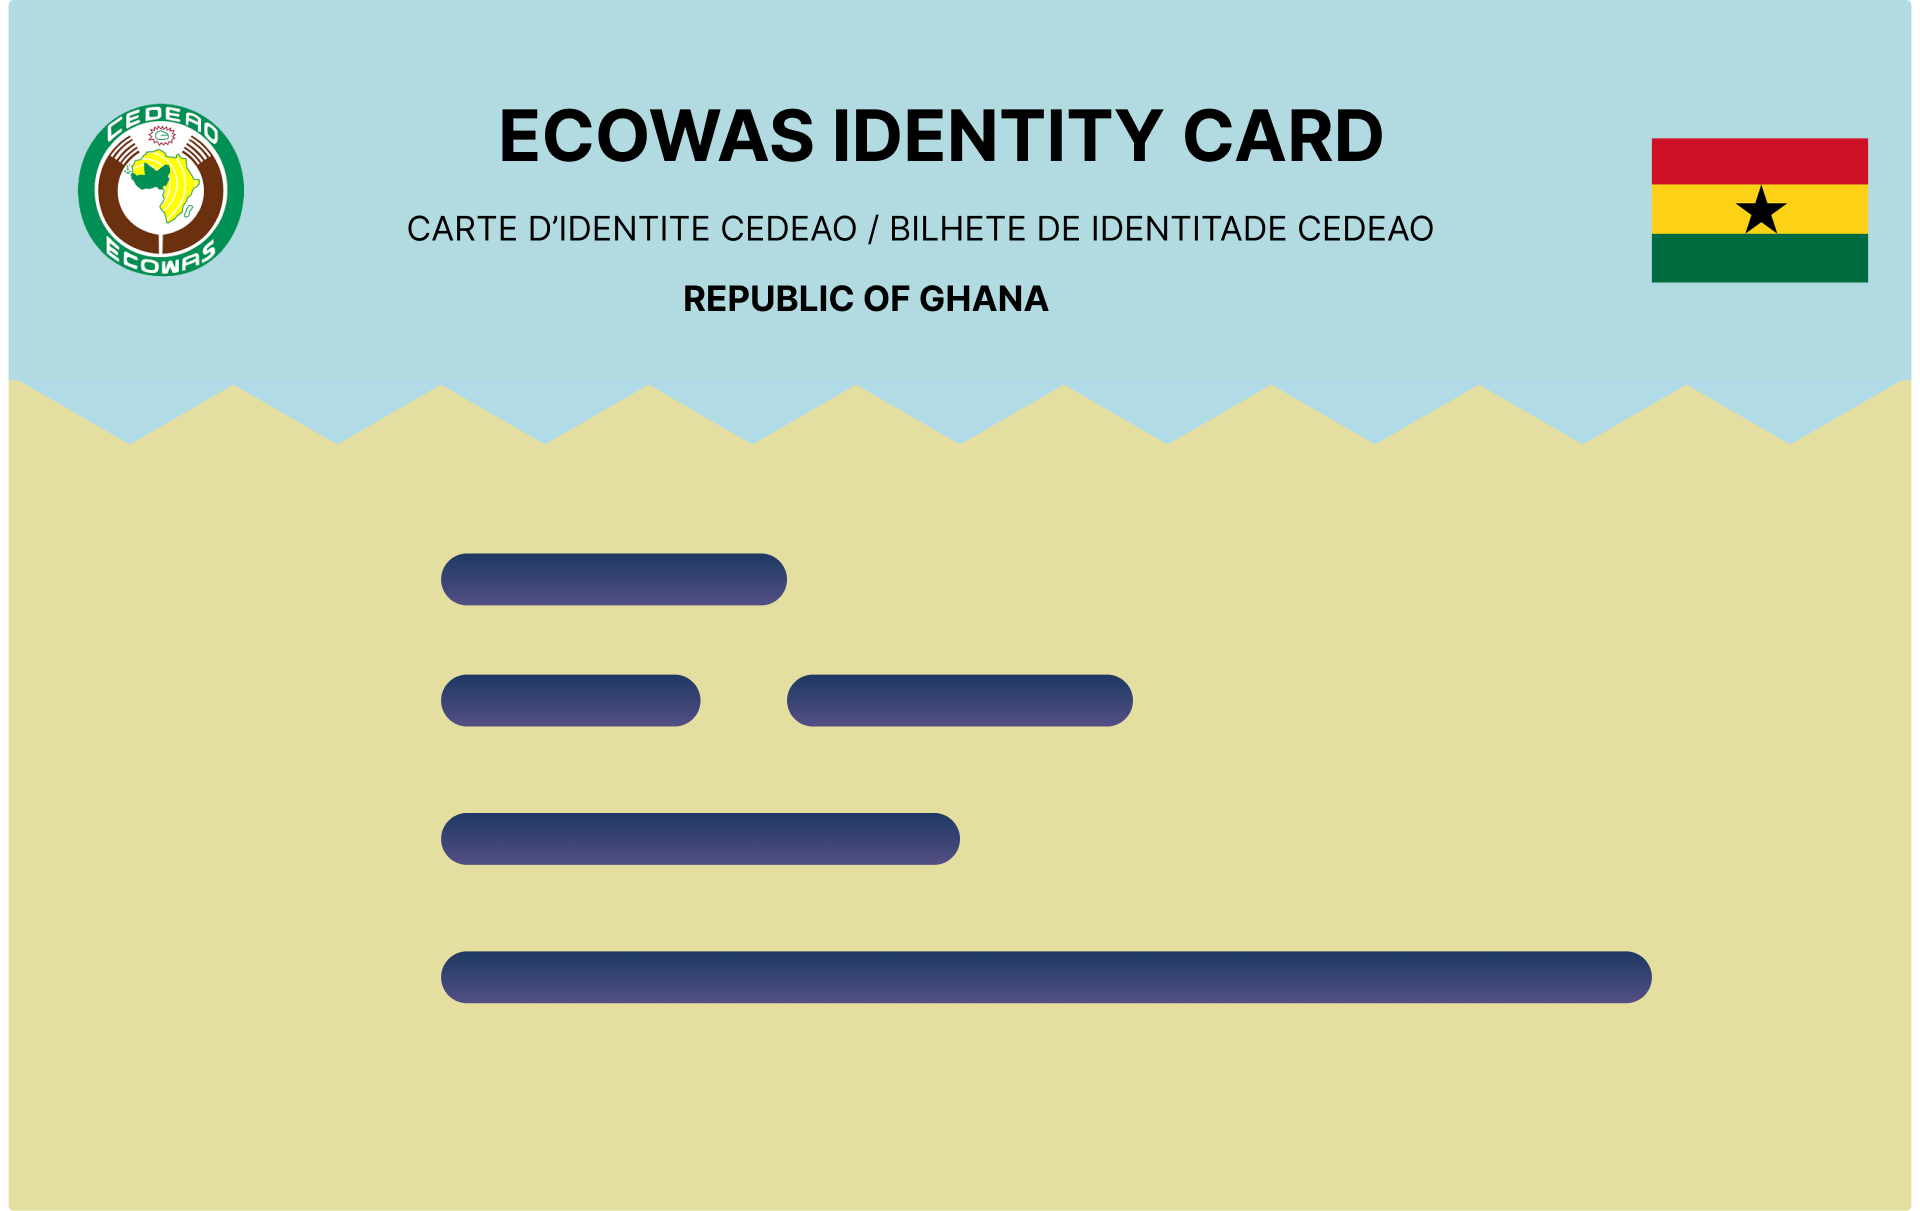 CEDEAO
ECOWAS
ECOWAS IDENTITY CARD
CARTE D’IDENTITE CEDEAO / BILHETE DE IDENTITADE CEDEAO
REPUBLIC OF GHANA